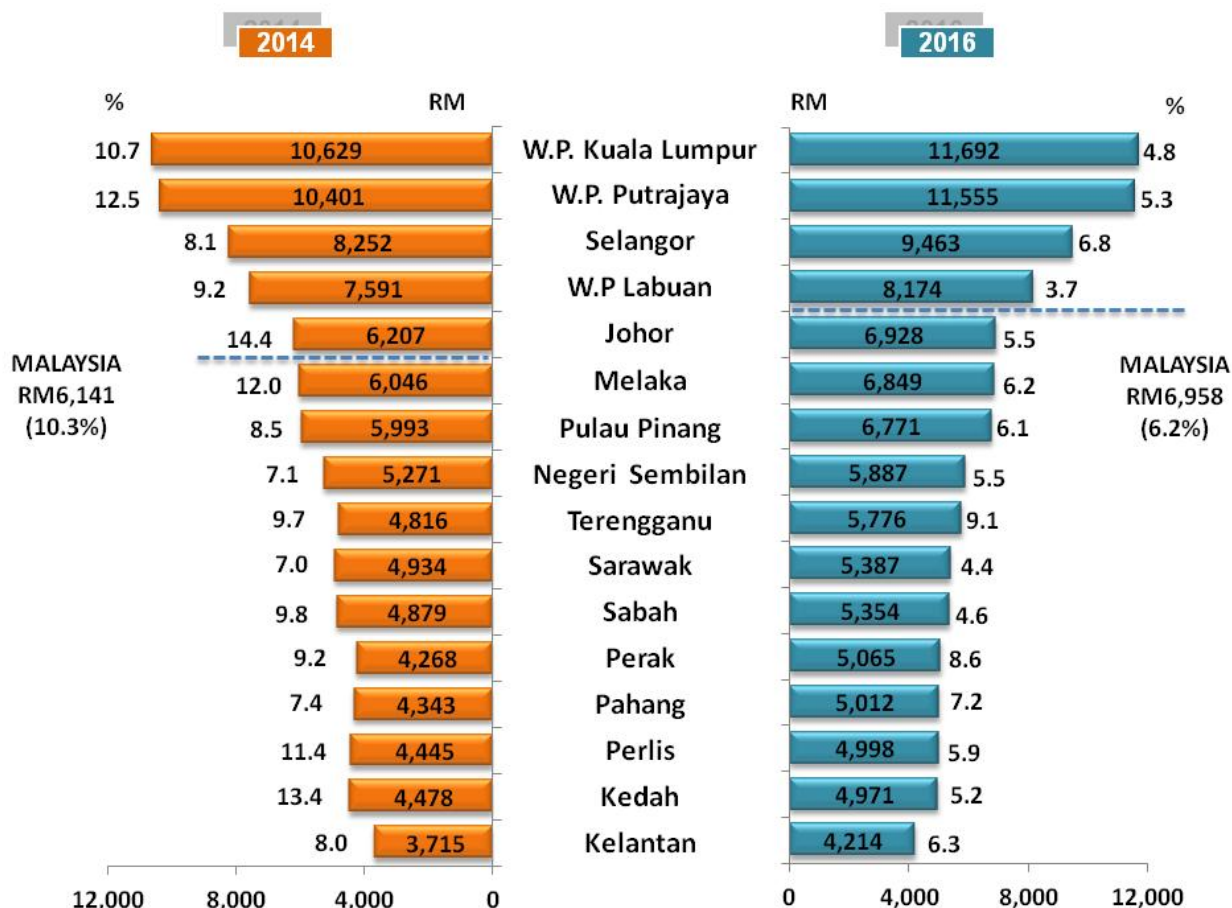 2014
2016
% RM RM %
10.7 10,629 W.P. Kuala Lumpur 11,692 4.8
12.5 10,401 W.P. Putrajaya 11,555 5.3
8.1 8,252 Selangor 9,463 6.8
9.2 7,591 W.P Labuan 8,174 3.7
14.4 6,207 Johor 6,928 5.5
MALAYSIA
RM6,141
(10.3%)
12.0 6,046 Melaka 6,849 6.2
8.5 5,993 Pulau Pinang 6,771 6.1
MALAYSIA
RM6,958
(6.2%)
7.1 5,271 Negeri Sembilan 5,887 5.5
9.7 4,816 Terengganu 5,776 9.1
7.0 4,934 Sarawak 5,387 4.4
9.8 4,879 Sabah 5,354 4.6
9.2 4,268 Perak 5,065 8.6
7.4 4,343 Pahang 5,012 7.2
11.4 4,445 Perlis 4,998 5.9
13.4 4,478 Kedah 4,971 5.2
8.0 3,715 Kelantan 4,214 6.3
12,000 8,000 4,000 0 0 4,000 8,000 12,000